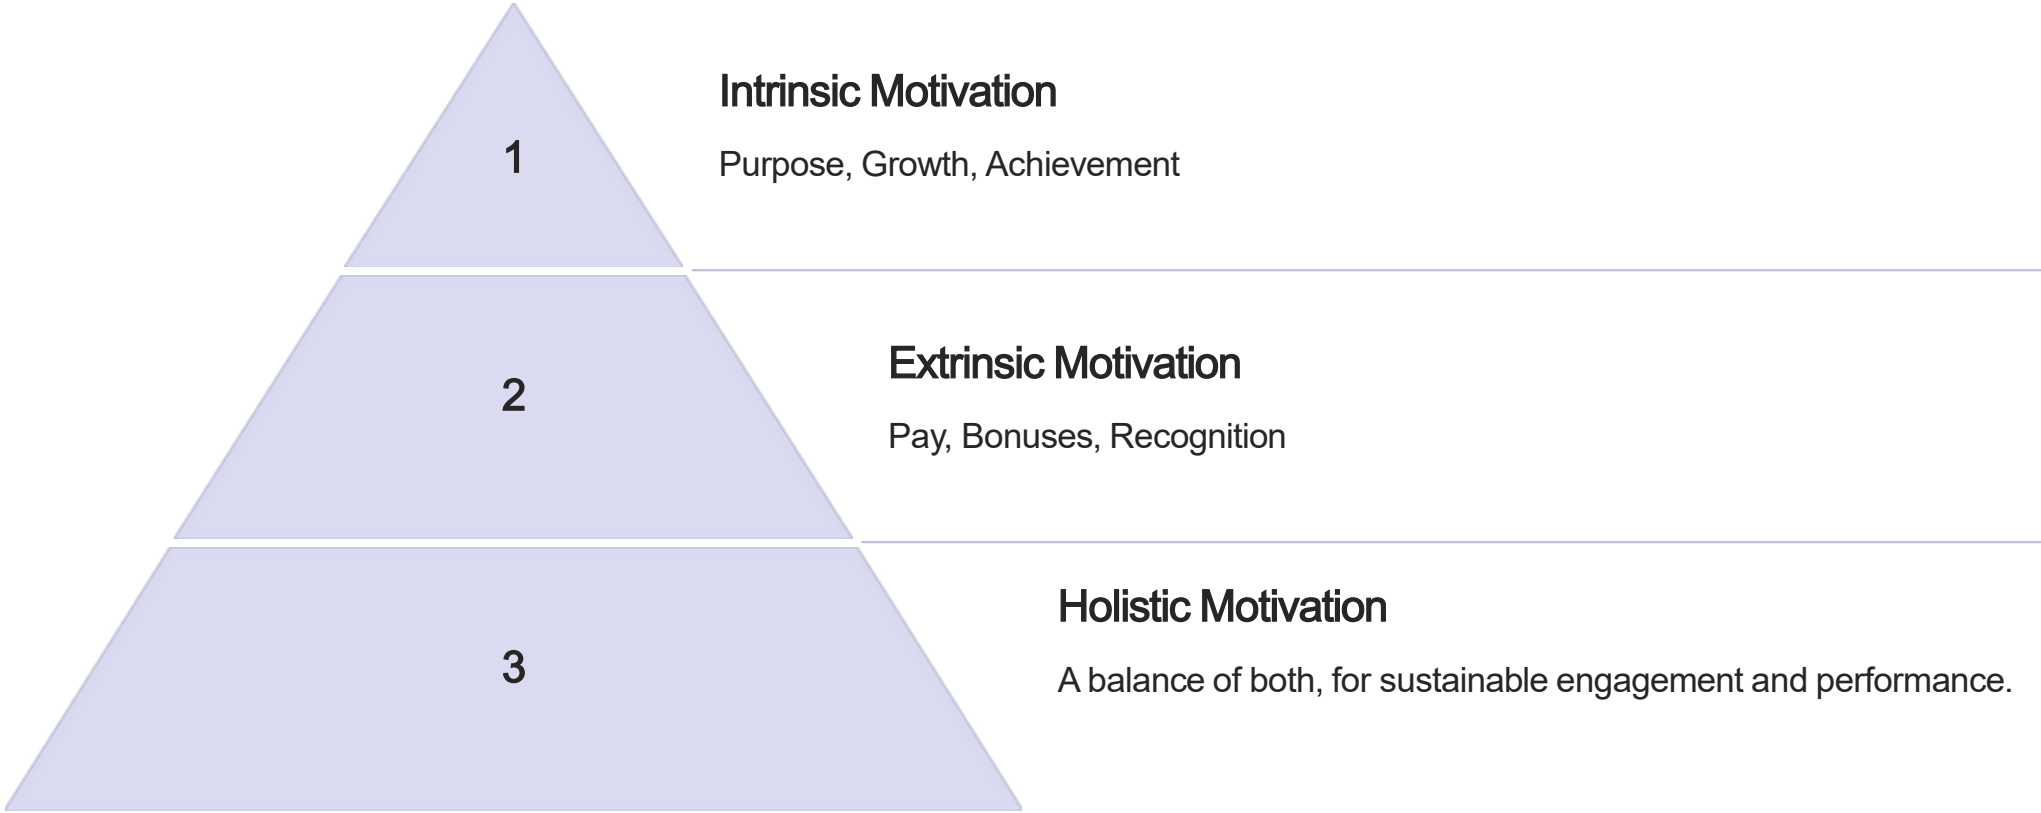 1
Intrinsic Motivation
Purpose, Growth, Achievement
2
Extrinsic Motivation
Pay, Bonuses, Recognition
3
Holistic Motivation
A balance of both, for sustainable engagement and performance.